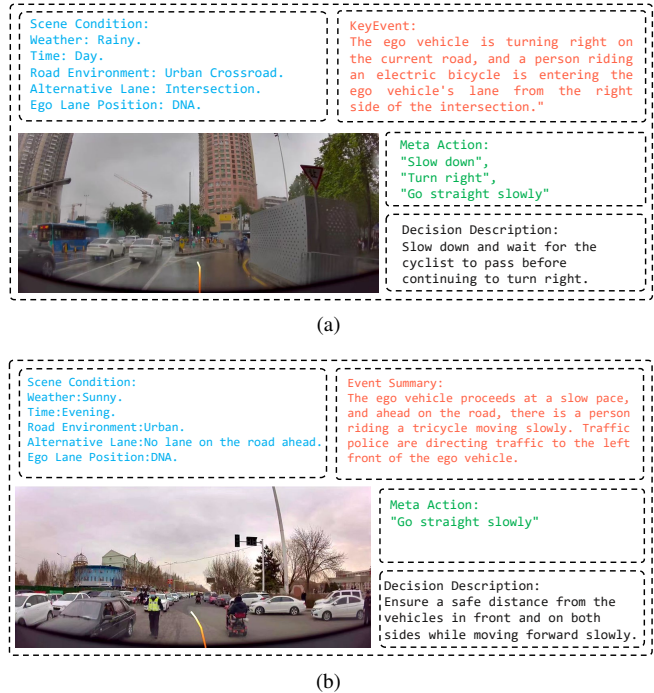 Scene Condition:
Weather: Rainy.
Time: Day.
Road Environment: Urban Crossroad.
Alternative Lane: Intersection.
Ego Lane Position: DNA.
KeyEvent:
The ego vehicle is turning right on
the current road, and a person riding
an electric bicycle is entering the
ego vehicle's lane from the right
side of the intersection."
Meta Action:
"Slow down",
"Turn right",
"Go straight slowly"
Decision Description:
Slow down and wait for the
cyclist to pass before
continuing to turn right.
(a)
Scene Condition:
Weather:Sunny.
Time:Evening.
Road Environment:Urban.
Alternative Lane:No lane on the road ahead.
Ego Lane Position:DNA.
Event Summary:
The ego vehicle proceeds at a slow pace,
and ahead on the road, there is a person
riding a tricycle moving slowly. Traffic
police are directing traffic to the left
front of the ego vehicle.
Meta Action:
"Go straight slowly"
Decision Description:
Ensure a safe distance from the
vehicles in front and on both
sides while moving forward slowly.
(b)